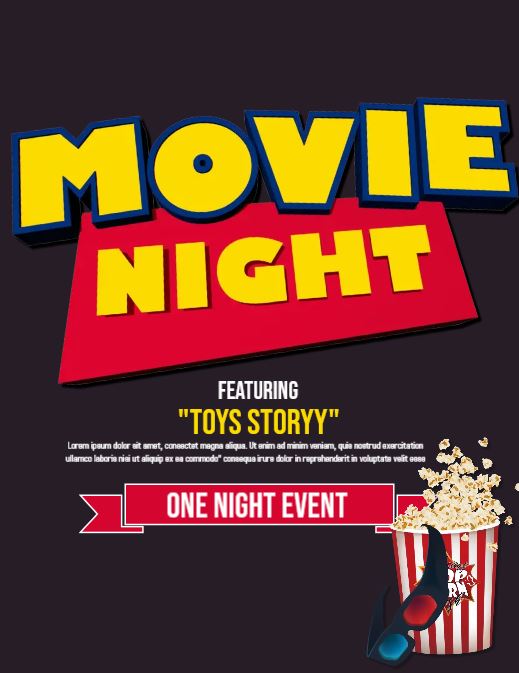 MOVIE
NIGHT
FEATURING
"TOYS STORYY"
Lorem ipsum dolor sit amet, consectet magna aliqua. Ut enim ad minim veniam, quis nostrud exercitation
ullamco laboris nisi ut aliquip ex ea commodo" consequa irure dolor in reprehenderit in voluptate velit esse
ONE NIGHT EVENT